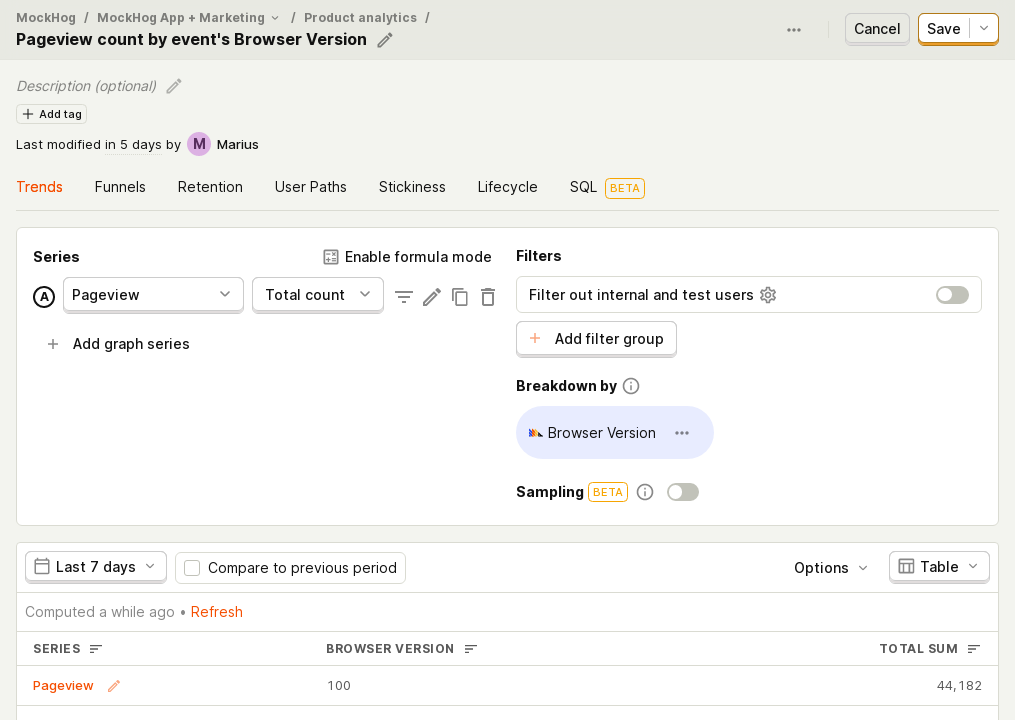 MockHog / MockHog App + Marketing / Product analytics /
Pageview count by event's Browser Version
Cancel
Save
Description (optional)
Add tag
Last modified in 5 days by M Marius
Trends Funnels Retention User Paths Stickiness Lifecycle SQL BETA
Series
Enable formula mode
A Pageview Total count
Add graph series
Filters
Filter out internal and test users
Add filter group
Breakdown by
Browser Version
Sampling BETA
Last 7 days Compare to previous period Options Table
Computed a while ago • Refresh
SERIES BROWSER VERSION TOTAL SUM
Pageview 100 44,182